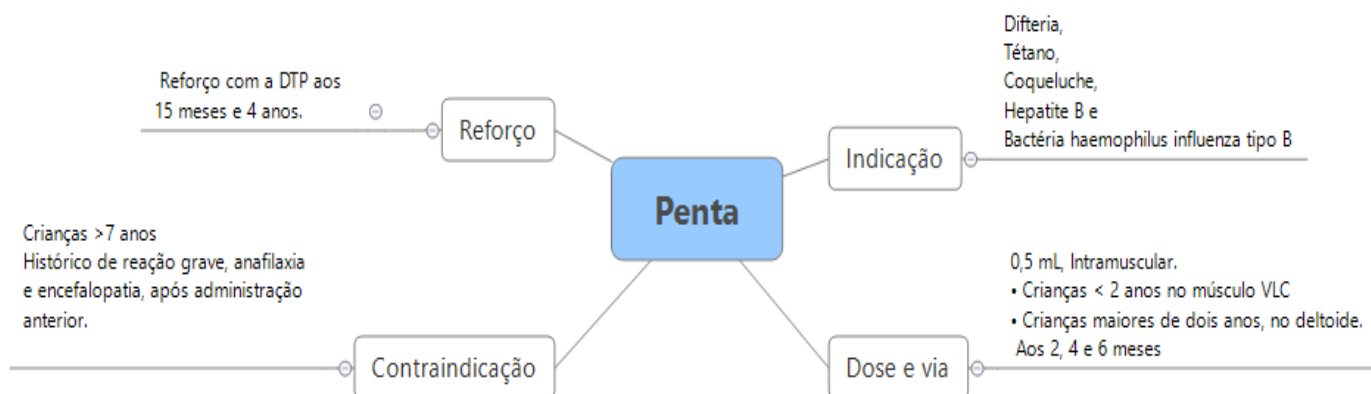 Penta
Indicação
Difteria,
Tétano,
Coqueluche,
Hepatite B e
Bactéria haemophilus influenza tipo B
Dose e via
0,5 mL, Intramuscular.
• Crianças < 2 anos no músculo VLC
• Crianças maiores de dois anos, no deltoide.
Aos 2, 4 e 6 meses
Reforço
Reforço com a DTP aos
15 meses e 4 anos.
Contraindicação
Crianças >7 anos
Histórico de reação grave, anafilaxia
e encefalopatia, após administração
anterior.